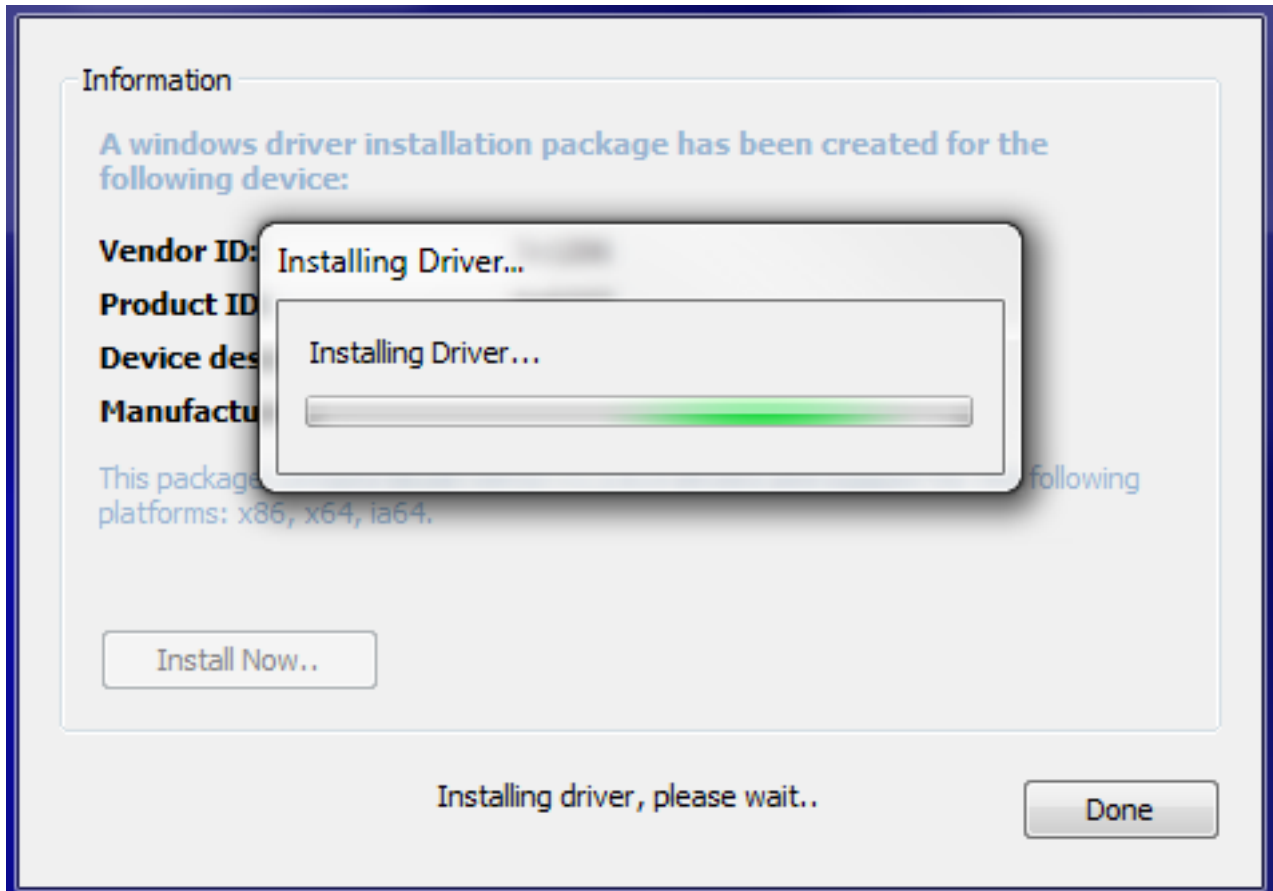 Information
A windows driver installation package has been created for the
following device:
Vendor ID:
Installing Driver...
Product ID
Installing Driver...
Device des
Manufactu
This package
following
platforms: x86, x64, ia64.
Install Now..
Installing driver, please wait..
Done